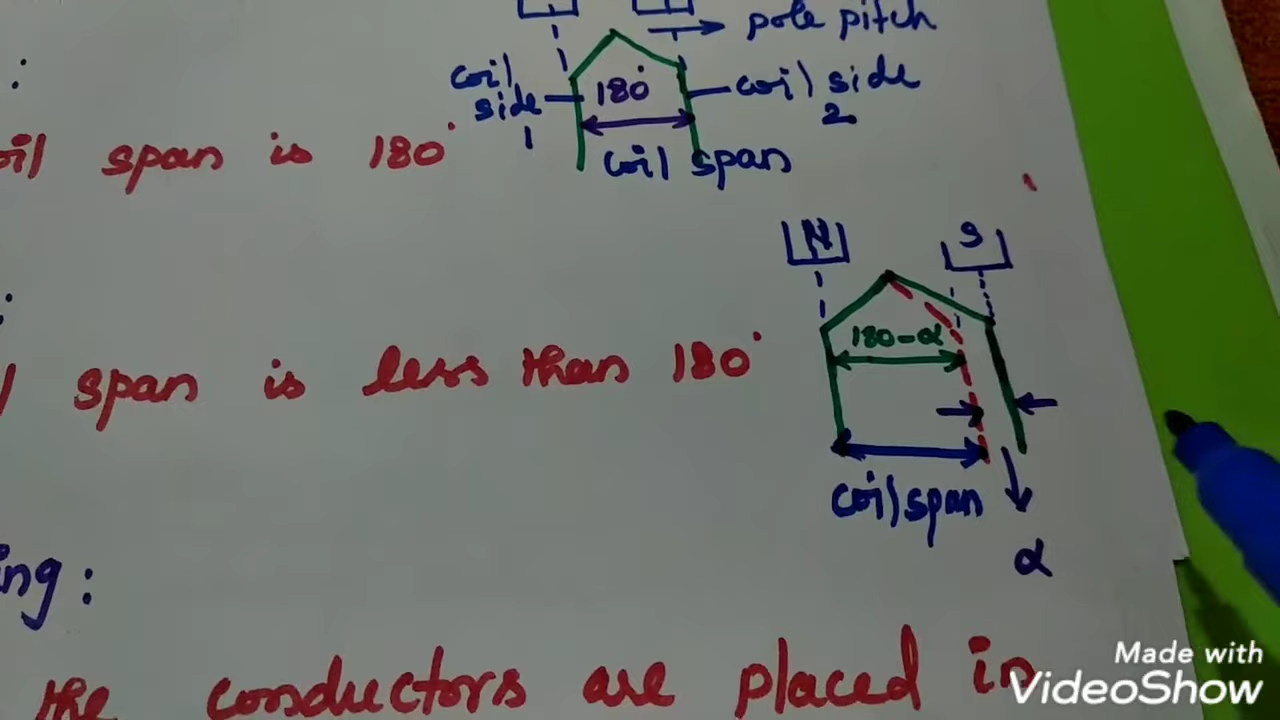 pole pitch
:
coil side 1
180°
coil side 2
oil span is 180°
coil span
N S
:
180-α
l span is less than 180°
coil span
α
ing:
the conductors are placed in
Made with
VideoShow